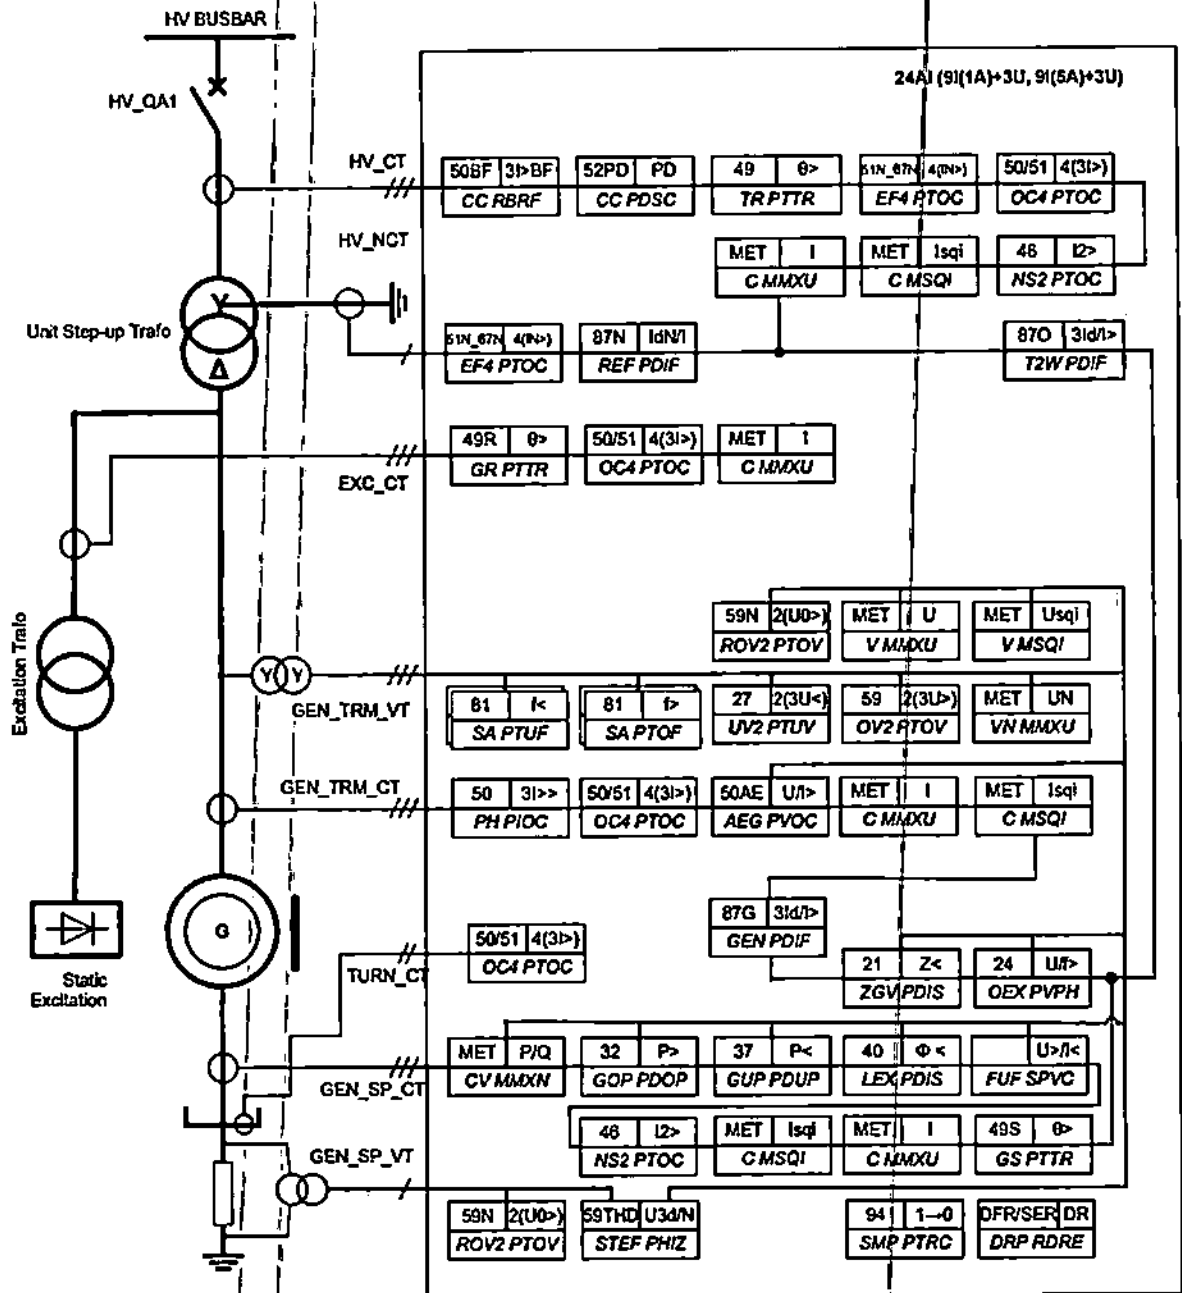 HV BUSBAR
24AI (9I(1A)+3U, 9I(5A)+3U)
HV_QA1
HV_CT
50BF 3I>BF
CC RBRF
52PD PD
CC PDSC
49 θ>
TR PTTR
51N_67N 4(IN>)
EF4 PTOC
50/51 4(3I>)
OC4 PTOC
HV_NCT
MET I
C MMXU
MET Isqi
C MSQI
46 I2>
NS2 PTOC
Y
Unit Step-up Trafo
Δ
51N_67N 4(IN>)
EF4 PTOC
87N IdN/I
REF PDIF
87O 3Id/I>
T2W PDIF
49R θ>
GR PTTR
50/51 4(3I>)
OC4 PTOC
MET I
C MMXU
EXC_CT
Excitation Trafo
59N 2(U0>)
ROV2 PTOV
MET U
V MMXU
MET Usqi
V MSQI
Y Y
GEN_TRM_VT
81 f<
SA PTUF
81 f>
SA PTOF
27 2(3U<)
UV2 PTUV
59 2(3U>)
OV2 PTOV
MET UN
VN MMXU
GEN_TRM_CT
50 3I>>
PH PIOC
50/51 4(3I>)
OC4 PTOC
50AE U/I>
AEG PVOC
MET I
C MMXU
MET Isqi
C MSQI
G
87G 3Id/I>
GEN PDIF
50/51 4(3I>)
OC4 PTOC
TURN_CT
Static
Excitation
21 Z<
ZGV PDIS
24 U/f>
OEX PVPH
GEN_SP_CT
MET P/Q
CV MMXN
32 P>
GOP PDOP
37 P<
GUP PDUP
40 Φ <
LEX PDIS
U>/I<
FUF SPVC
46 I2>
NS2 PTOC
MET Isqi
C MSQI
MET I
C MMXU
49S θ>
GS PTTR
GEN_SP_VT
59N 2(U0>)
ROV2 PTOV
59THD U3d/N
STEF PHIZ
94 1→0
SMP PTRC
DFR/SER DR
DRP RDRE